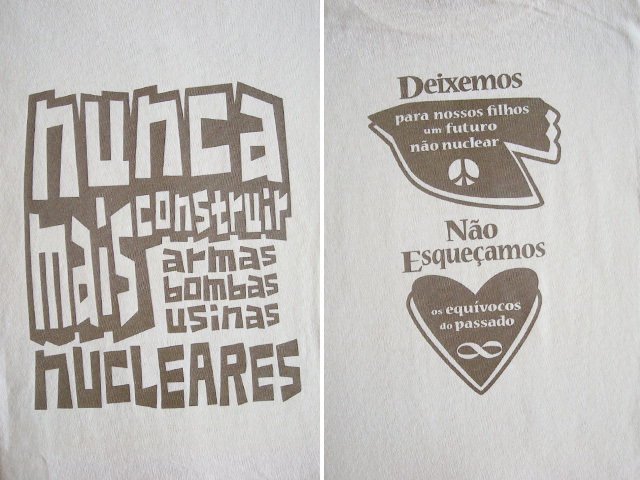 nunca
mais construir
armas
bombas
usinas
NUCLEARES
Deixemos
para nossos filhos
um futuro
não nuclear
Não
Esqueçamos
os equívocos
do passado